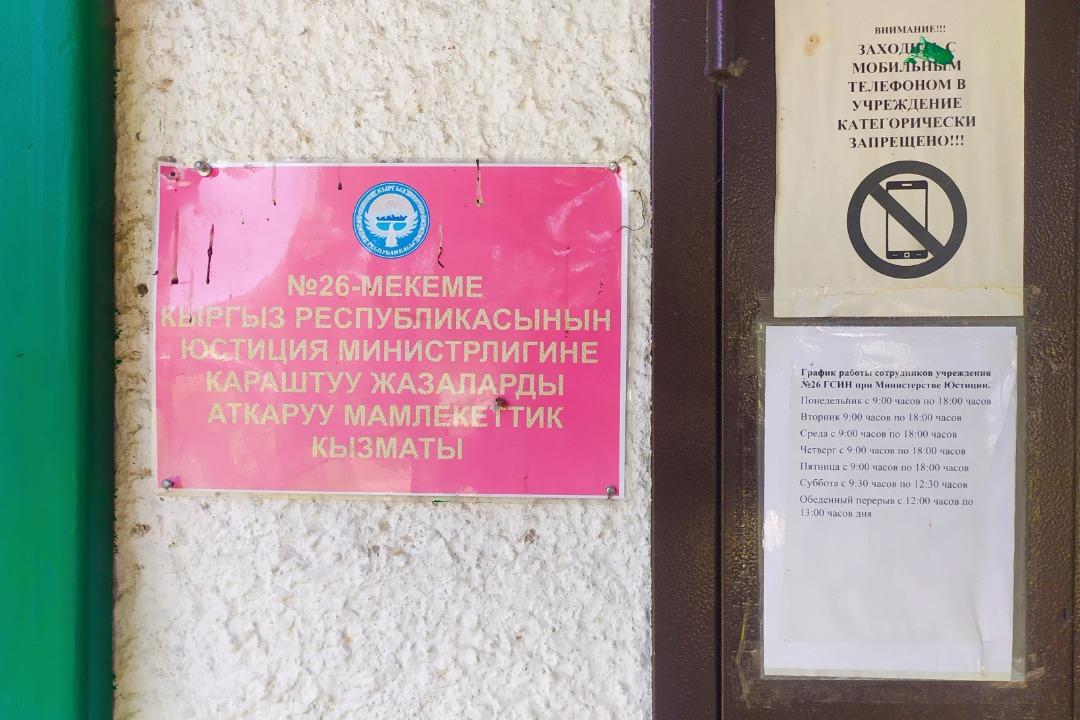 №26-МЕКЕМЕ
КЫРГЫЗ РЕСПУБЛИКАСЫНЫН
ЮСТИЦИЯ МИНИСТРЛИГИНЕ
КАРАШТУУ ЖАЗАЛАРДЫ
АТКАРУУ МАМЛЕКЕТТИК
КЫЗМАТЫ
ВНИМАНИЕ!!!
ЗАХОДИТЬ С
МОБИЛЬНЫМ
ТЕЛЕФОНОМ В
УЧРЕЖДЕНИЕ
КАТЕГОРИЧЕСКИ
ЗАПРЕЩЕНО!!!
График работы сотрудников учреждения
№26 ГСИН при Министерстве Юстиции.
Понедельник с 9:00 часов по 18:00 часов
Вторник 9:00 часов по 18:00 часов
Среда с 9:00 часов по 18:00 часов
Четверг с 9:00 часов по 18:00 часов
Пятница с 9:00 часов по 18:00 часов
Суббота с 9:30 часов по 12:30 часов
Обеденный перерыв с 12:00 часов по
13:00 часов дня